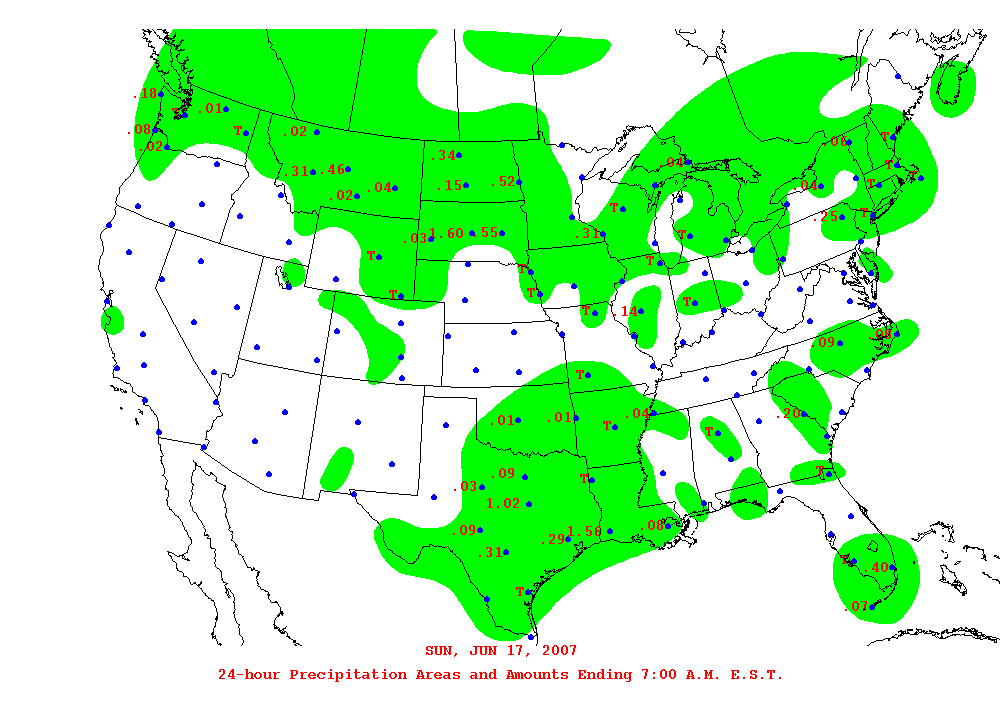 .18
T .01
.08 T .02
.02 .34
.04 .06
.31 .46 T
.02 .04 .15 .52 .04 T
T .25 T
.03 1.60 .55 .31 T
T T T
T T
T .14 T
.09 .08
T
.01 .01 T .04 .20
T
.09 T T
.03
1.02
.09 .29 1.56 .08
.31
.40
T .07
SUN, JUN 17, 2007
24-hour Precipitation Areas and Amounts Ending 7:00 A.M. E.S.T.